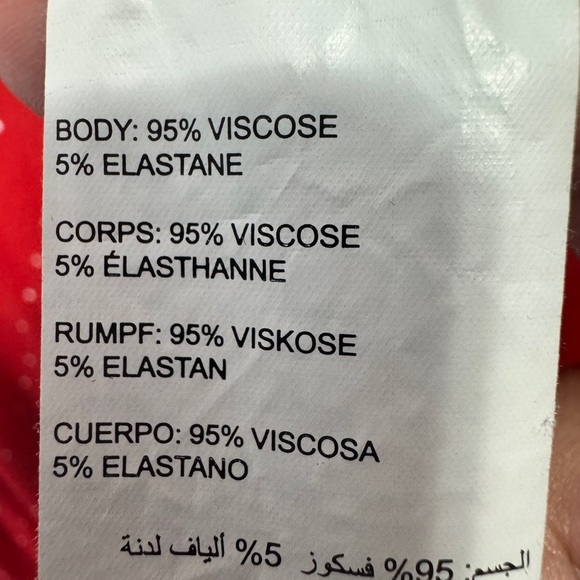 BODY: 95% VISCOSE
5% ELASTANE
CORPS: 95% VISCOSE
5% ÉLASTHANNE
RUMPF: 95% VISKOSE
5% ELASTAN
CUERPO: 95% VISCOSA
5% ELASTANO
الجسم: 95% فسكوز 5% ألياف لدنة